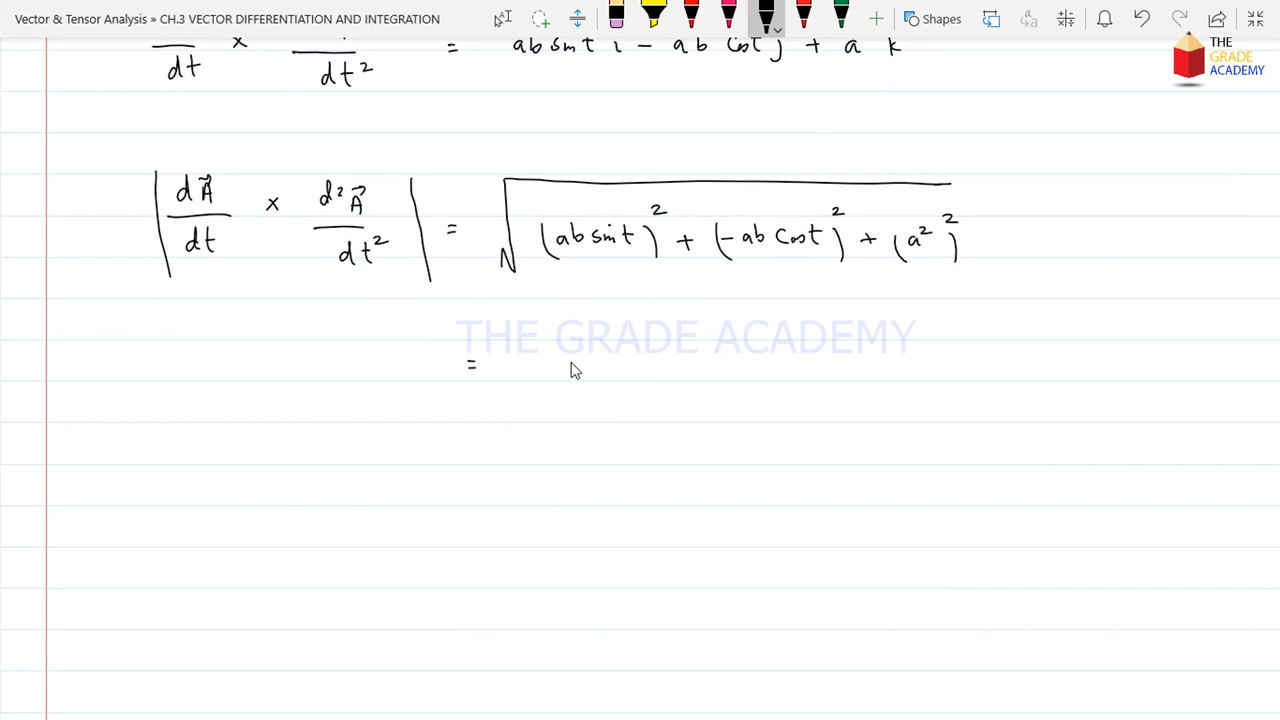 Vector & Tensor Analysis » CH.3 VECTOR DIFFERENTIATION AND INTEGRATION
Shapes
THE
GRADE
ACADEMY
dt × dt² = ab sint i - ab Cost j + a k
| dA⃗/dt × d²A⃗/dt² | = √( (ab sint)² + (-ab Cost)² + (a²)² )
THE GRADE ACADEMY
=